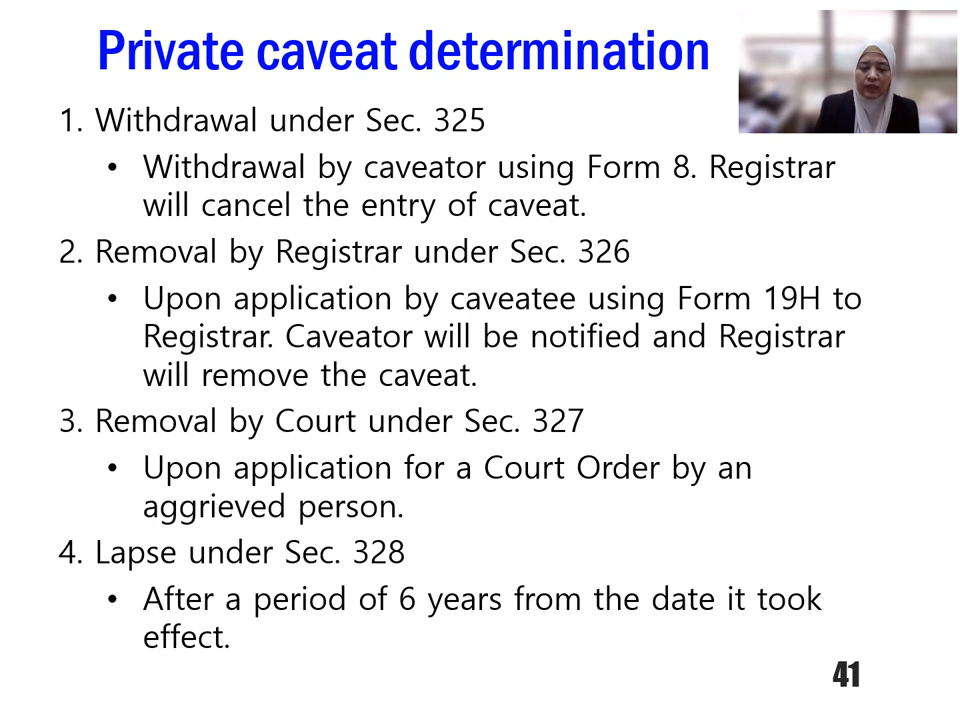 Private caveat determination
1. Withdrawal under Sec. 325
• Withdrawal by caveator using Form 8. Registrar
will cancel the entry of caveat.
2. Removal by Registrar under Sec. 326
• Upon application by caveatee using Form 19H to
Registrar. Caveator will be notified and Registrar
will remove the caveat.
3. Removal by Court under Sec. 327
• Upon application for a Court Order by an
aggrieved person.
4. Lapse under Sec. 328
• After a period of 6 years from the date it took
effect.
41